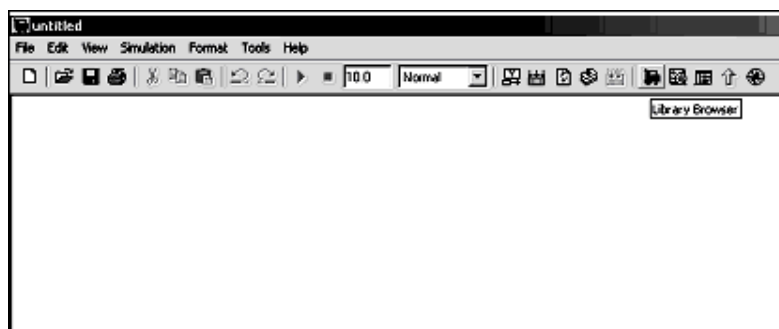 untitled
File Edit View Simulation Format Tools Help
10.0 Normal
Library Browser